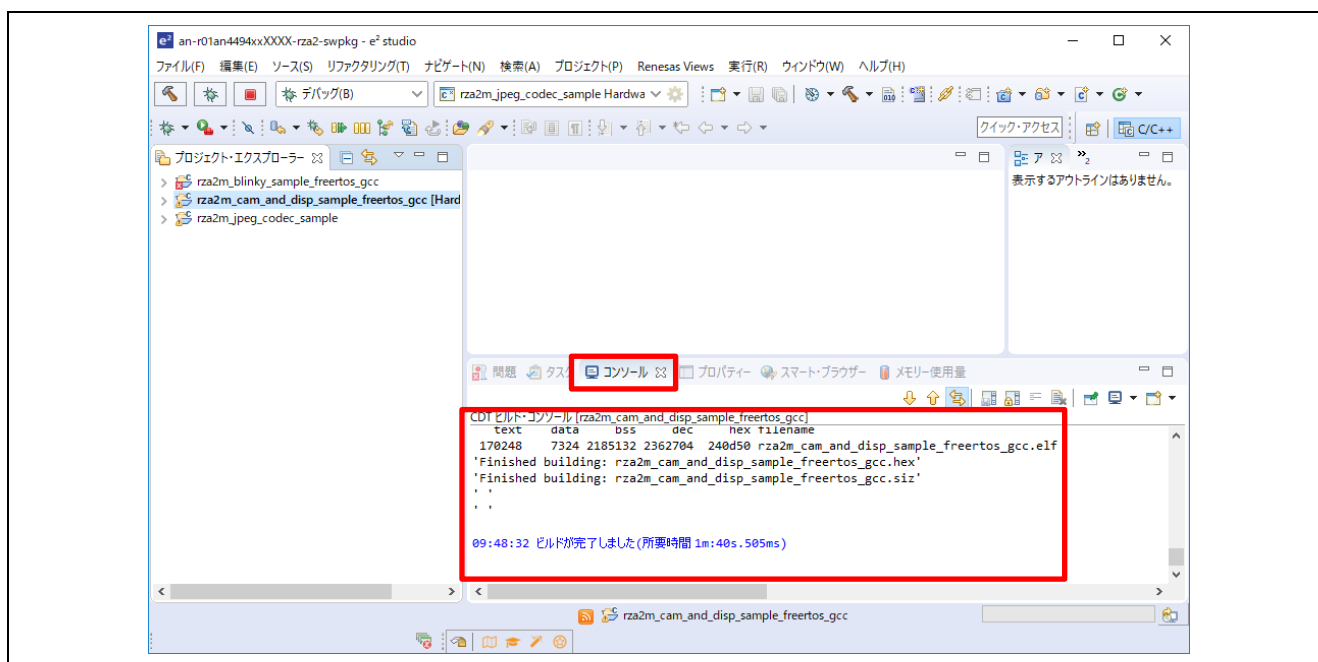 an-r01an4494xxXXXX-rza2-swpkg - e² studio
ファイル(F) 編集(E) ソース(S) リファクタリング(T) ナビゲート(N) 検索(A) プロジェクト(P) Renesas Views 実行(R) ウィンドウ(W) ヘルプ(H)
デバッグ(B) rza2m_jpeg_codec_sample Hardwa
クイック・アクセス C/C++
プロジェクト・エクスプローラー ア
rza2m_blinky_sample_freertos_gcc
rza2m_cam_and_disp_sample_freertos_gcc [Hard
rza2m_jpeg_codec_sample
表示するアウトラインはありません。
問題 タスク コンソール プロパティー スマート・ブラウザー メモリー使用量
CDT ビルド・コンソール [rza2m_cam_and_disp_sample_freertos_gcc]
text data bss dec hex filename
170248 7324 2185132 2362704 240d50 rza2m_cam_and_disp_sample_freertos_gcc.elf
'Finished building: rza2m_cam_and_disp_sample_freertos_gcc.hex'
'Finished building: rza2m_cam_and_disp_sample_freertos_gcc.siz'
' '
' '
09:48:32 ビルドが完了しました(所要時間 1m:40s.505ms)
rza2m_cam_and_disp_sample_freertos_gcc